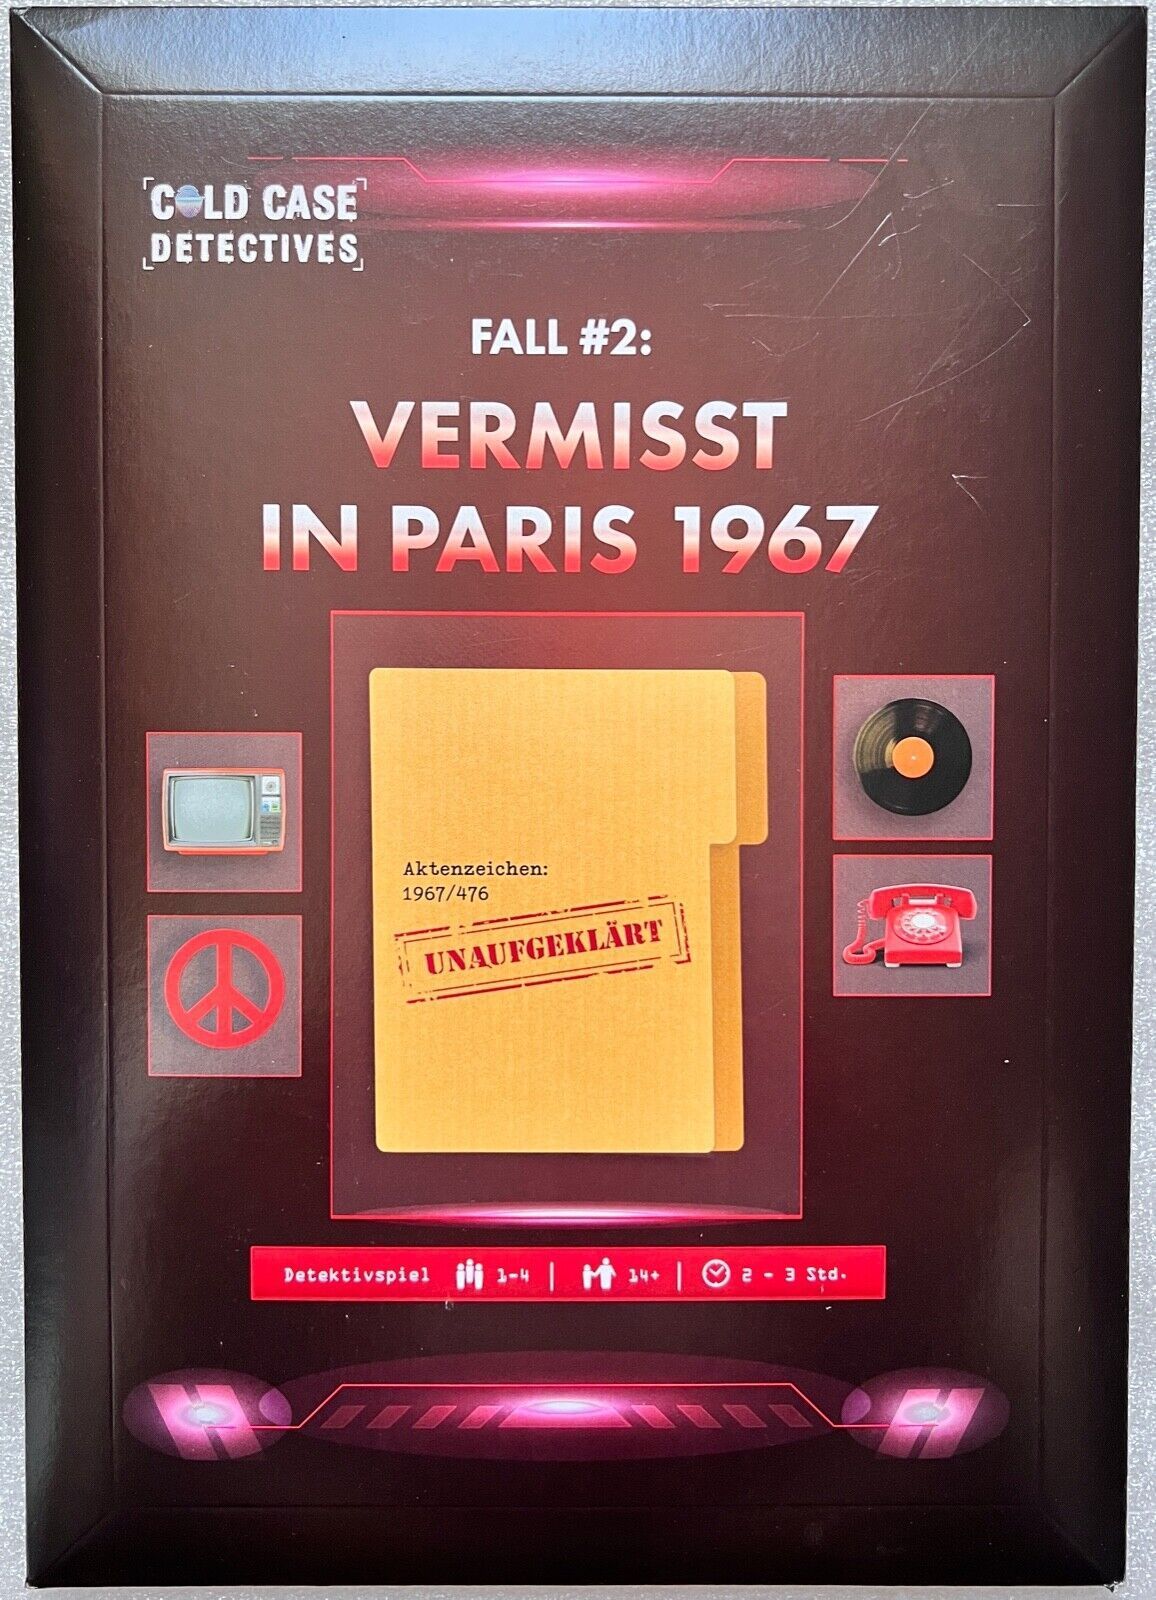 COLD CASE
DETECTIVES
FALL #2:
VERMISST
IN PARIS 1967
Aktenzeichen:
1967/476
UNAUFGEKLÄRT
Detektivspiel 1-4 | 14+ | 2 - 3 Std.